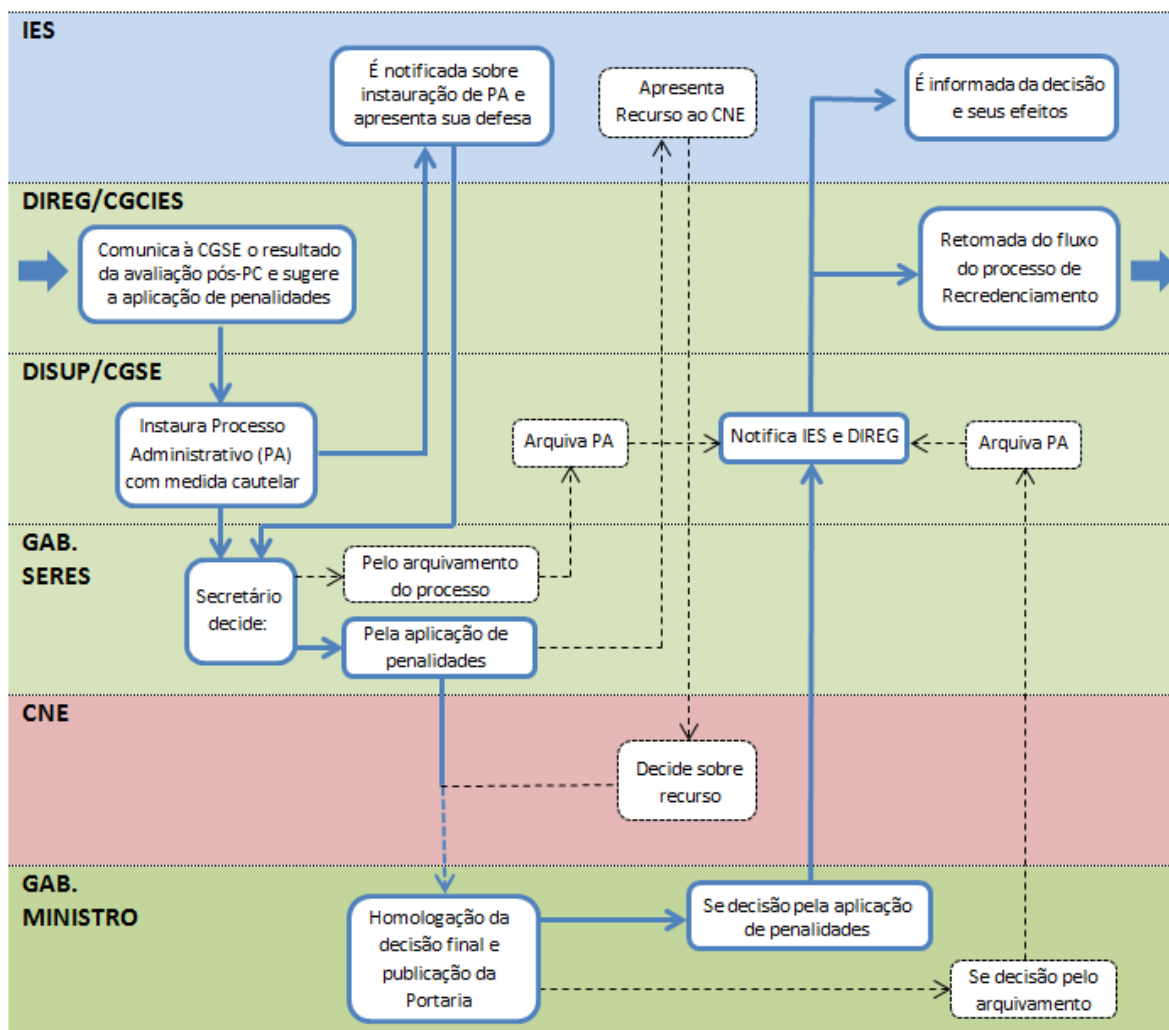 IES
É notificada sobre
instauração de PA e
apresenta sua defesa
Apresenta
Recurso ao CNE
É informada da decisão
e seus efeitos
DIREG/CGCIES
Comunica à CGSE o resultado
da avaliação pós-PC e sugere
a aplicação de penalidades
Retomada do fluxo
do processo de
Recredenciamento
DISUP/CGSE
Instaura Processo
Administrativo (PA)
com medida cautelar
Arquiva PA
Notifica IES e DIREG
Arquiva PA
GAB.
SERES
Secretário
decide:
Pelo arquivamento
do processo
Pela aplicação de
penalidades
CNE
Decide sobre
recurso
GAB.
MINISTRO
Homologação da
decisão final e
publicação da
Portaria
Se decisão pela aplicação
de penalidades
Se decisão pelo
arquivamento